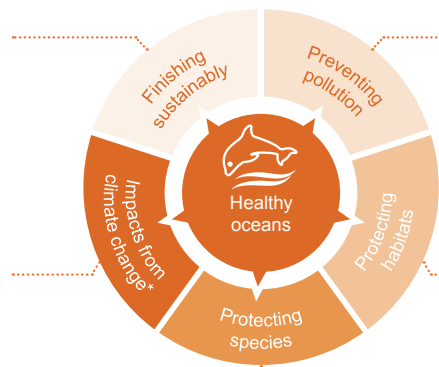 Finishing
sustainably
Preventing
pollution
Protecting
habitats
Protecting
species
Impacts from
climate change*
Healthy
oceans